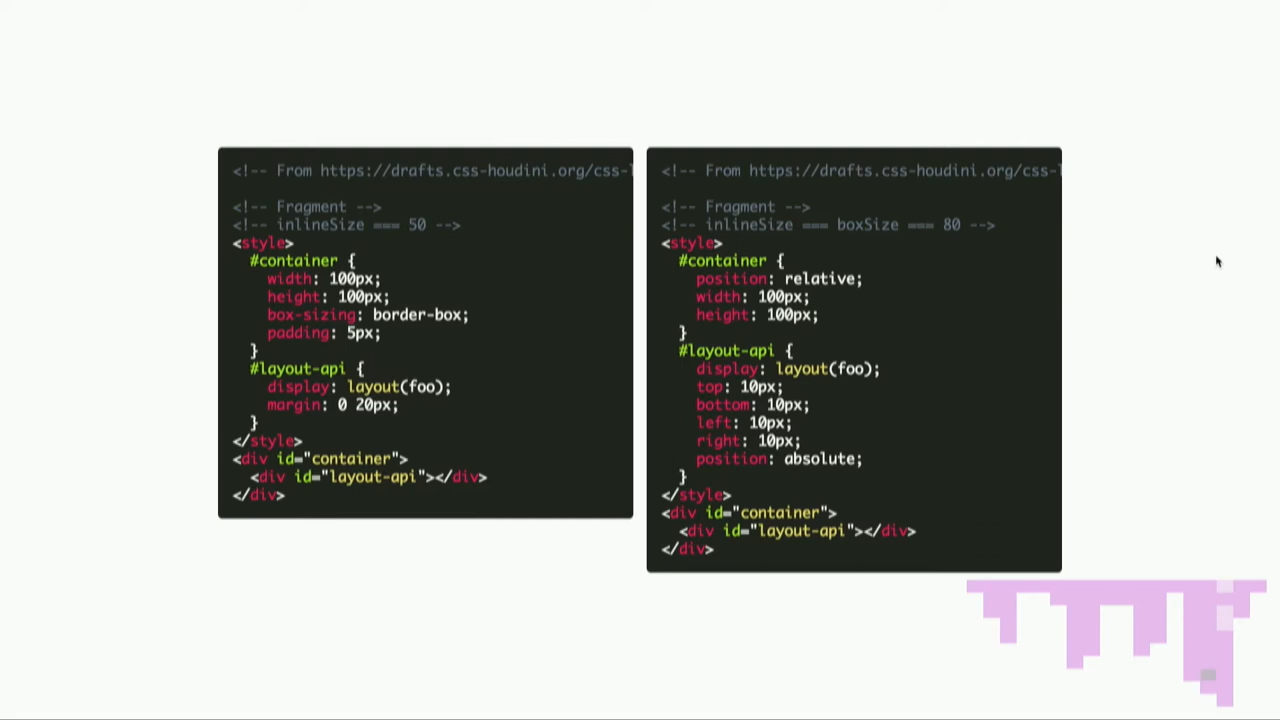 <!-- From https://drafts.css-houdini.org/css-
<!-- Fragment -->
<!-- inlineSize === 50 -->
<style>
  #container {
    width: 100px;
    height: 100px;
    box-sizing: border-box;
    padding: 5px;
  }
  #layout-api {
    display: layout(foo);
    margin: 0 20px;
  }
</style>
<div id="container">
  <div id="layout-api"></div>
</div>
<!-- From https://drafts.css-houdini.org/css-
<!-- Fragment -->
<!-- inlineSize === boxSize === 80 -->
<style>
  #container {
    position: relative;
    width: 100px;
    height: 100px;
  }
  #layout-api {
    display: layout(foo);
    top: 10px;
    bottom: 10px;
    left: 10px;
    right: 10px;
    position: absolute;
  }
</style>
<div id="container">
  <div id="layout-api"></div>
</div>